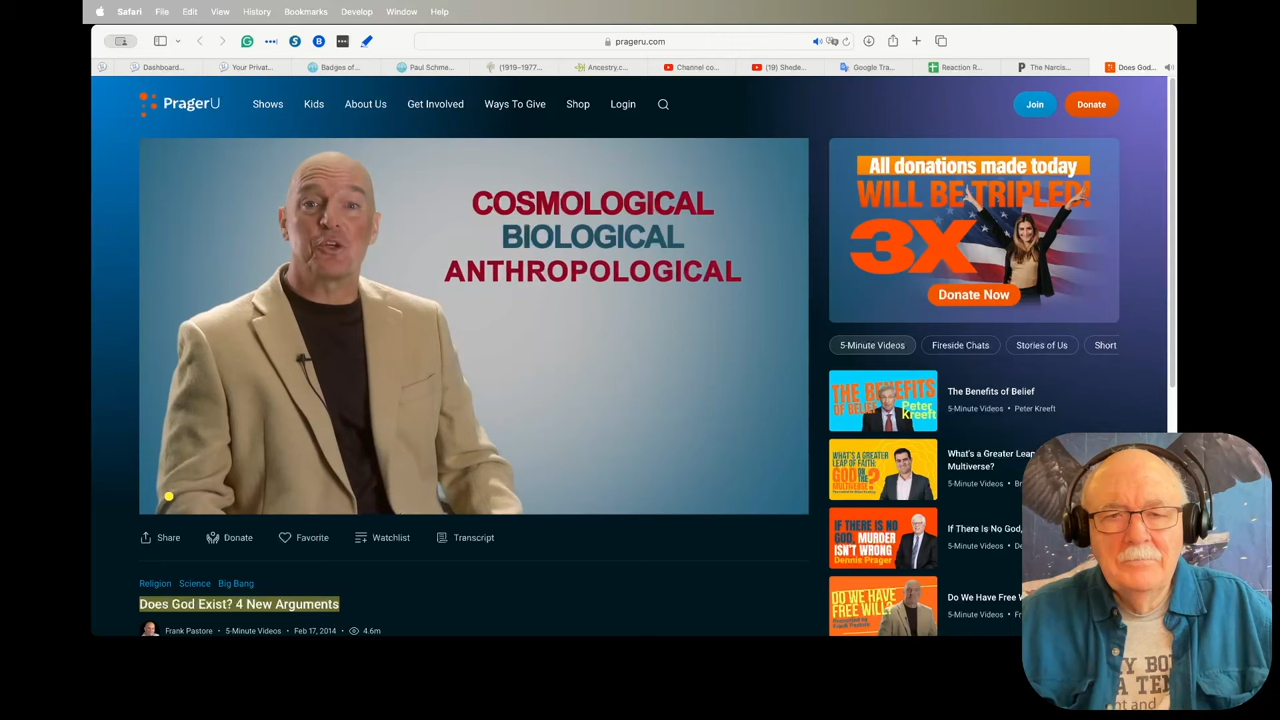 Safari File Edit View History Bookmarks Develop Window Help
prageru.com
Dashboard... Your Privat... Badges of... Paul Schme... (1919–1977... Ancestry.c... Channel co... (19) Shede... Google Tra... Reaction R... The Narcis... Does God...
PragerU Shows Kids About Us Get Involved Ways To Give Shop Login Join Donate
COSMOLOGICAL
BIOLOGICAL
ANTHROPOLOGICAL
All donations made today
WILL BE TRIPLED!
3X
Donate Now
5-Minute Videos Fireside Chats Stories of Us Short
THE BENEFITS
OF BELIEF
Peter
Kreeft
The Benefits of Belief
5-Minute Videos • Peter Kreeft
WHAT'S A GREATER
LEAP OF FAITH:
GOD
OR THE
MULTIVERSE?
What's a Greater Leap
Multiverse?
5-Minute Videos • Br
IF THERE IS NO
GOD, MURDER
ISN'T WRONG
DENNIS PRAGER
If There Is No God,
5-Minute Videos • De
DO WE HAVE
FREE WILL?
Do We Have Free W
5-Minute Videos
Share Donate Favorite Watchlist Transcript
Religion Science Big Bang
Does God Exist? 4 New Arguments
Frank Pastore • 5-Minute Videos • Feb 17, 2014 • 4.6m
MY BO
A TEM